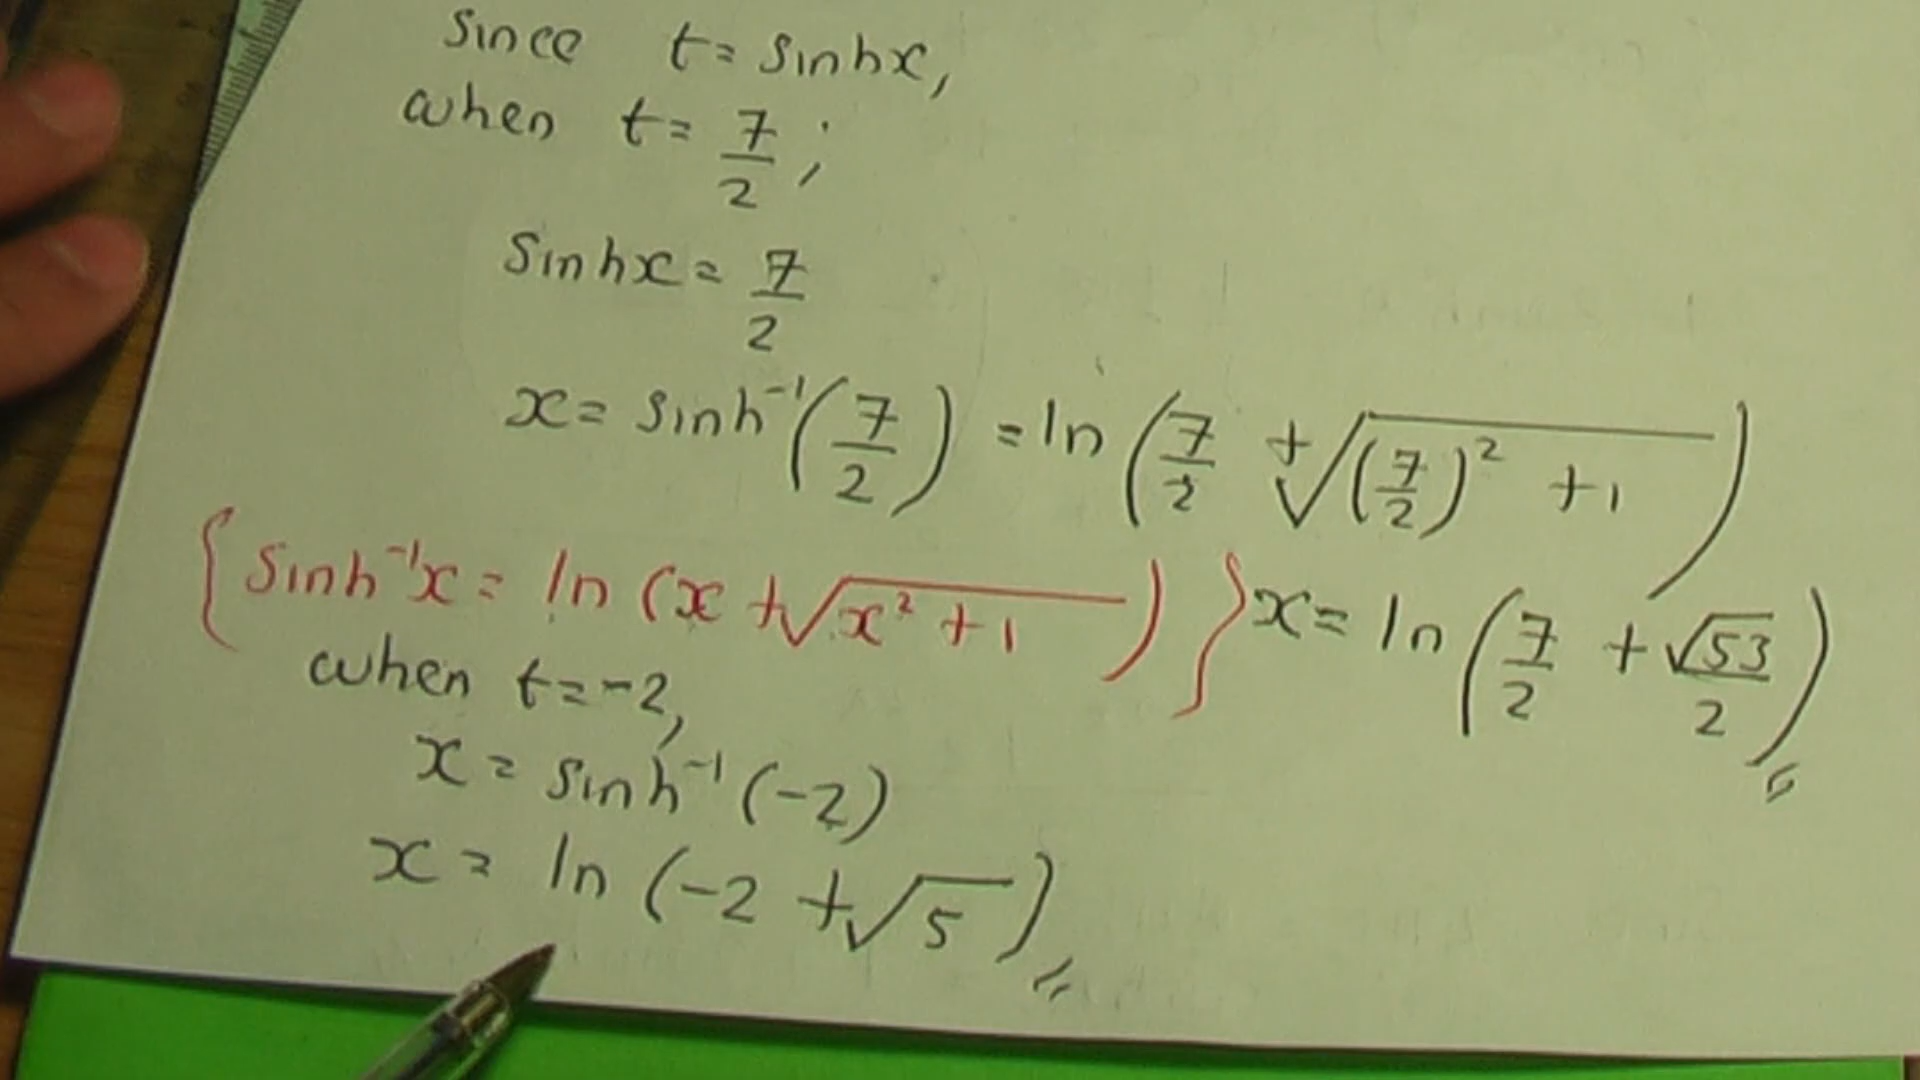 Since t = sinhx,
when t = 7/2 ;
Sinhx = 7/2
x = sinh⁻¹(7/2) = ln(7/2 + √((7/2)² + 1))
{sinh⁻¹x = ln(x + √(x² + 1))} x = ln(7/2 + √53/2)
when t = -2,
x = sinh⁻¹(-2)
x = ln(-2 + √5)